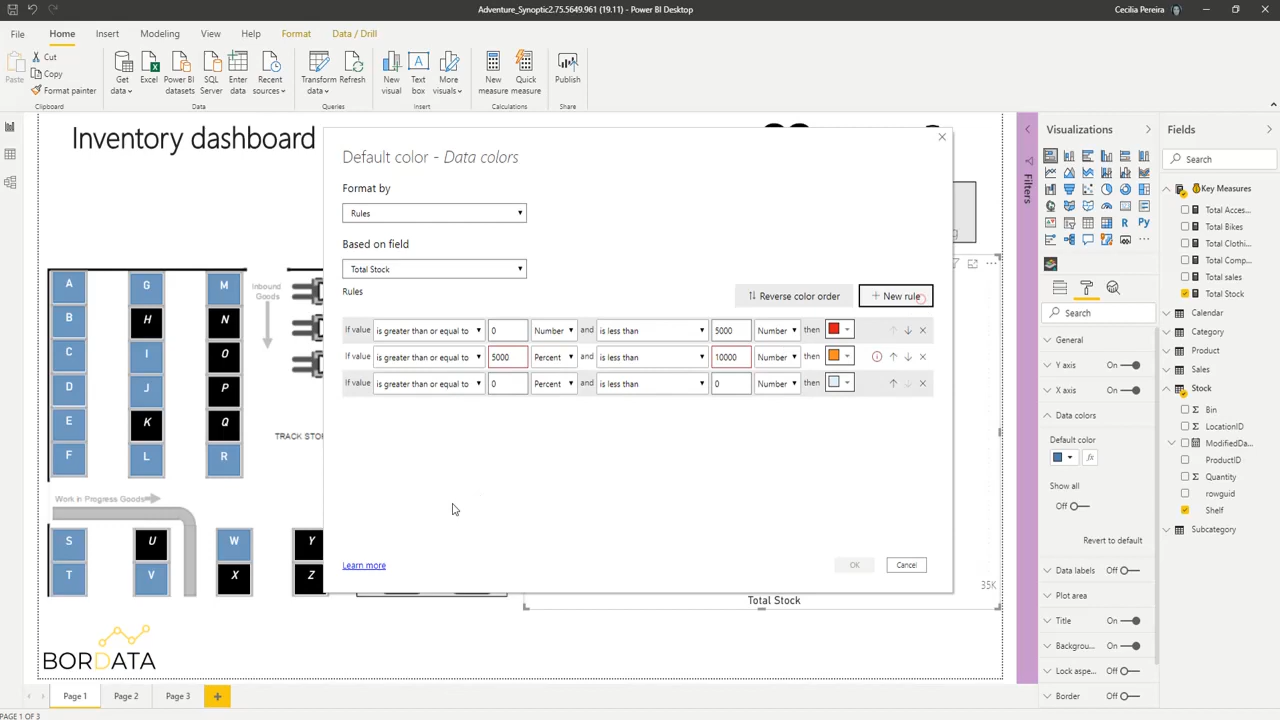 Adventure_Synoptic2.75.5649.961 (19.11) - Power BI Desktop
Cecilia Pereira
File Home Insert Modeling View Help Format Data / Drill
Paste
Cut
Copy
Format painter
Clipboard
Get data
Excel
Power BI datasets
SQL Server
Enter data
Recent sources
Data
Transform data
Refresh
Queries
New visual
Text box
More visuals
Insert
New measure
Quick measure
Calculations
Publish
Share
Inventory dashboard
Default color - Data colors
Format by
Rules
Based on field
Total Stock
Rules
Reverse color order
New rule
If value is greater than or equal to 0 Number and is less than 5000 Number then
If value is greater than or equal to 5000 Percent and is less than 10000 Number then
If value is greater than or equal to 0 Percent and is less than 0 Number then
Learn more
OK
Cancel
A G M
B H N
C I O
D J P
E K Q
F L R
Inbound Goods
TRACK STO
Work in Progress Goods
S U W Y
T V X Z
35K
Total Stock
BORDATA
Page 1 Page 2 Page 3 +
PAGE 1 OF 3
Filters
Visualizations
R Py
Search
General
Y axis On
X axis On
Data colors
Default color
fx
Show all
Off
Revert to default
Data labels Off
Plot area
Title On
Backgrou... On
Lock aspe... Off
Border Off
Fields
Search
Key Measures
Total Acces...
Total Bikes
Total Clothi...
Total Comp...
Total sales
Total Stock
Calendar
Category
Product
Sales
Stock
Bin
LocationID
ModifiedDa...
ProductID
Quantity
rowguid
Shelf
Subcategory